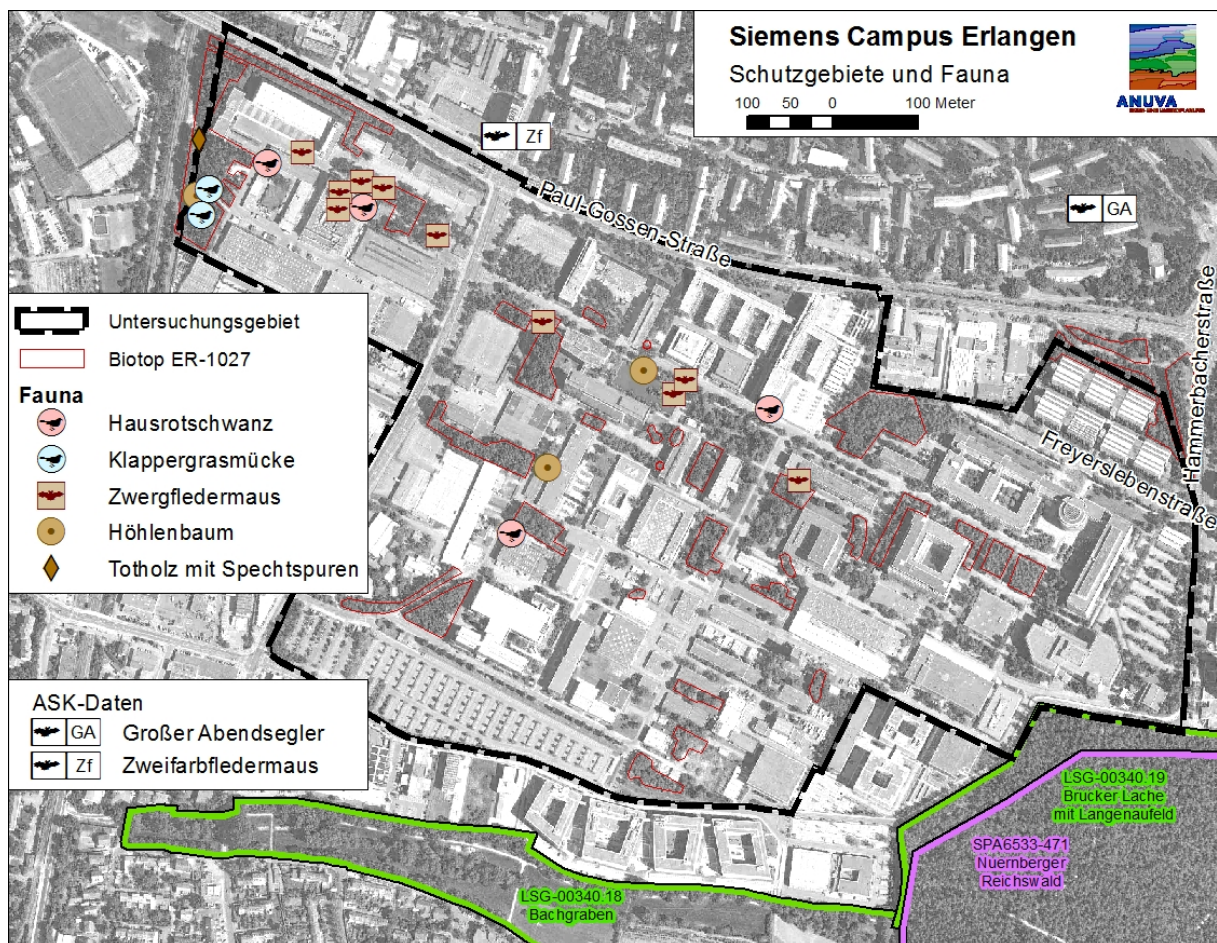 Siemens Campus Erlangen
Schutzgebiete und Fauna
100 50 0 100 Meter
ANUVA
Zf
GA
Paul-Gossen-Straße
Hammerbacherstraße
Freyerslebenstraße
Untersuchungsgebiet
Biotop ER-1027
Fauna
Hausrotschwanz
Klappergrasmücke
Zwergfledermaus
Höhlenbaum
Totholz mit Spechtspuren
ASK-Daten
GA Großer Abendsegler
Zf Zweifarbfledermaus
LSG-00340.19
Brucker Lache
mit Langenaufeld
SPA6533-471
Nuernberger
Reichswald
LSG-00340.18
Bachgraben